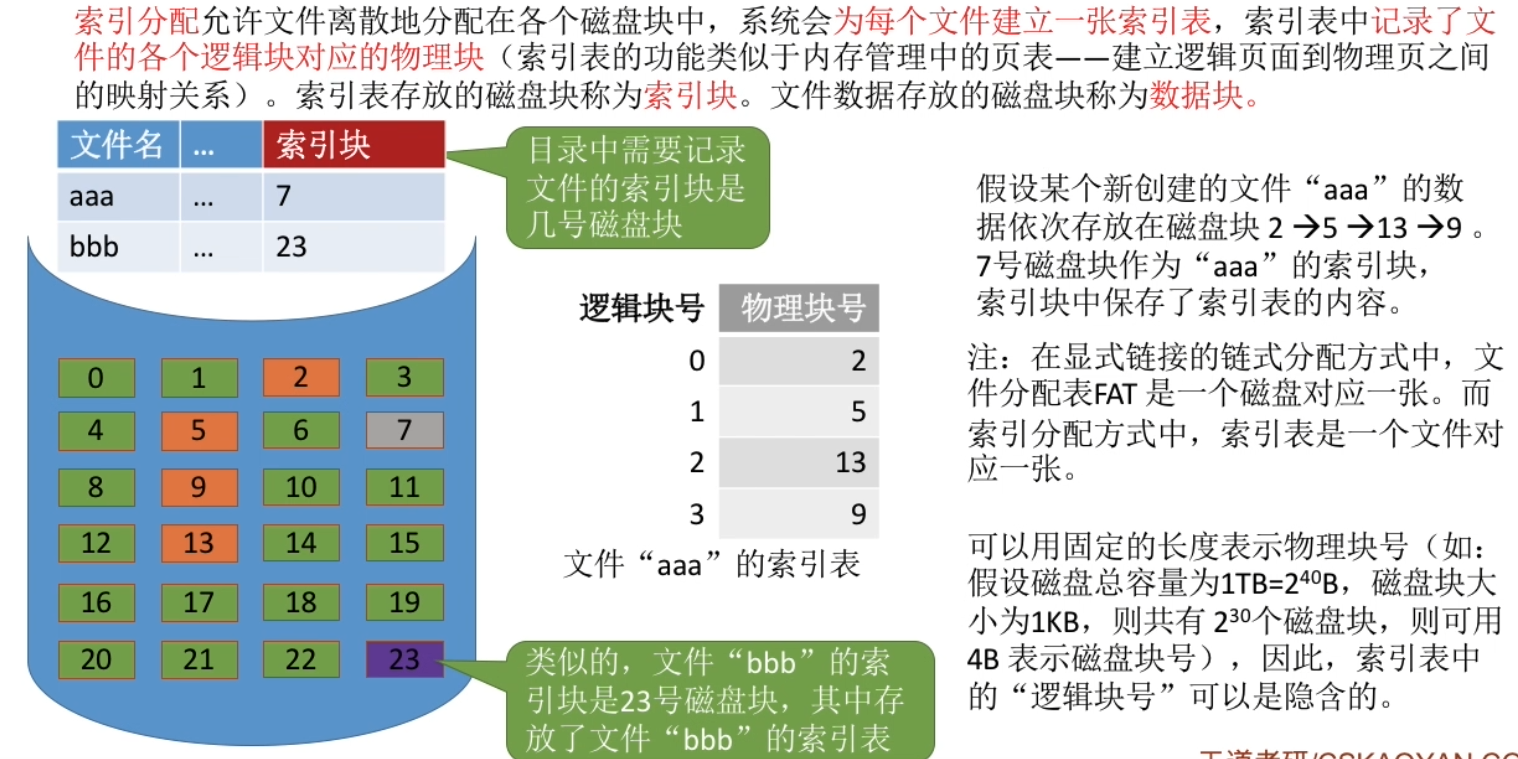 索引分配允许文件离散地分配在各个磁盘块中，系统会为每个文件建立一张索引表，索引表中记录了文
件的各个逻辑块对应的物理块（索引表的功能类似于内存管理中的页表——建立逻辑页面到物理页之间
的映射关系）。索引表存放的磁盘块称为索引块。文件数据存放的磁盘块称为数据块。
文件名 ... 索引块
aaa ... 7
bbb ... 23
目录中需要记录
文件的索引块是
几号磁盘块
0 1 2 3
4 5 6 7
8 9 10 11
12 13 14 15
16 17 18 19
20 21 22 23
逻辑块号 物理块号
0 2
1 5
2 13
3 9
文件“aaa”的索引表
类似的，文件“bbb”的索
引块是23号磁盘块，其中存
放了文件“bbb”的索引表
假设某个新创建的文件“aaa”的数
据依次存放在磁盘块 2 →5 →13 →9 。
7号磁盘块作为“aaa”的索引块，
索引块中保存了索引表的内容。
注：在显式链接的链式分配方式中，文
件分配表FAT 是一个磁盘对应一张。而
索引分配方式中，索引表是一个文件对
应一张。
可以用固定的长度表示物理块号（如：
假设磁盘总容量为1TB=2⁴⁰B，磁盘块大
小为1KB，则共有 2³⁰个磁盘块，则可用
4B 表示磁盘块号），因此，索引表中
的“逻辑块号”可以是隐含的。